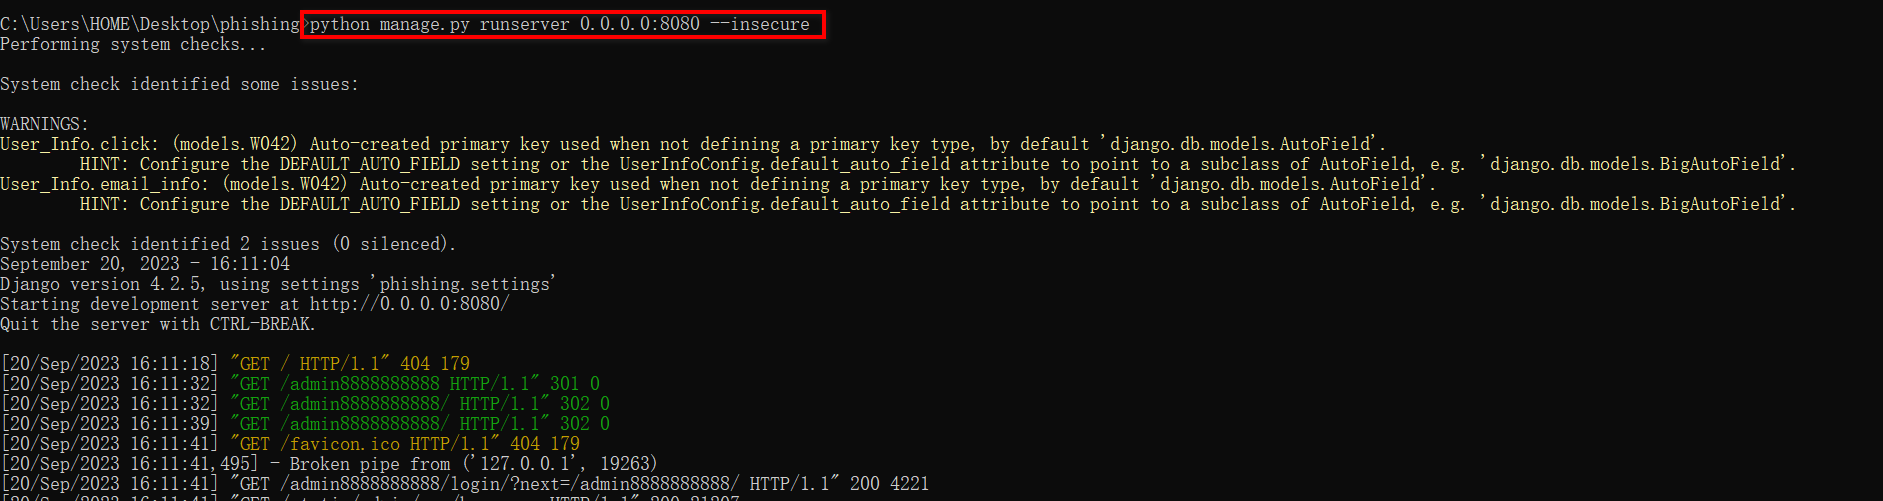 C:\Users\HOME\Desktop\phishing>python manage.py runserver 0.0.0.0:8080 --insecure
Performing system checks...
System check identified some issues:
WARNINGS:
User_Info.click: (models.W042) Auto-created primary key used when not defining a primary key type, by default 'django.db.models.AutoField'.
HINT: Configure the DEFAULT_AUTO_FIELD setting or the UserInfoConfig.default_auto_field attribute to point to a subclass of AutoField, e.g. 'django.db.models.BigAutoField'.
User_Info.email_info: (models.W042) Auto-created primary key used when not defining a primary key type, by default 'django.db.models.AutoField'.
HINT: Configure the DEFAULT_AUTO_FIELD setting or the UserInfoConfig.default_auto_field attribute to point to a subclass of AutoField, e.g. 'django.db.models.BigAutoField'.
System check identified 2 issues (0 silenced).
September 20, 2023 - 16:11:04
Django version 4.2.5, using settings 'phishing.settings'
Starting development server at http://0.0.0.0:8080/
Quit the server with CTRL-BREAK.
[20/Sep/2023 16:11:18] "GET / HTTP/1.1" 404 179
[20/Sep/2023 16:11:32] "GET /admin8888888888 HTTP/1.1" 301 0
[20/Sep/2023 16:11:32] "GET /admin8888888888/ HTTP/1.1" 302 0
[20/Sep/2023 16:11:39] "GET /admin8888888888/ HTTP/1.1" 302 0
[20/Sep/2023 16:11:41] "GET /favicon.ico HTTP/1.1" 404 179
[20/Sep/2023 16:11:41,495] - Broken pipe from ('127.0.0.1', 19263)
[20/Sep/2023 16:11:41] "GET /admin8888888888/login/?next=/admin8888888888/ HTTP/1.1" 200 4221
[20/Sep/2023 16:11:41] "GET